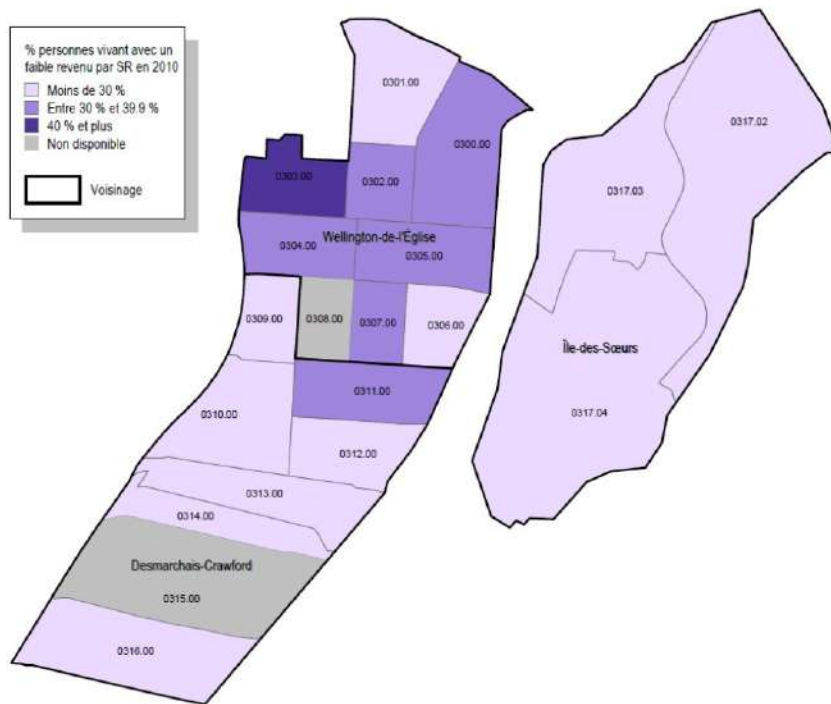 % personnes vivant avec un
faible revenu par SR en 2010
Moins de 30 %
Entre 30 % et 39.9 %
40 % et plus
Non disponible
Voisinage
0301.00
0300.00
0303.00
0302.00
0304.00
Wellington-de-l'Église
0305.00
0309.00
0308.00
0307.00
0306.00
0311.00
0310.00
0312.00
0313.00
0314.00
Desmarchais-Crawford
0315.00
0316.00
0317.02
0317.03
Île-des-Sœurs
0317.04